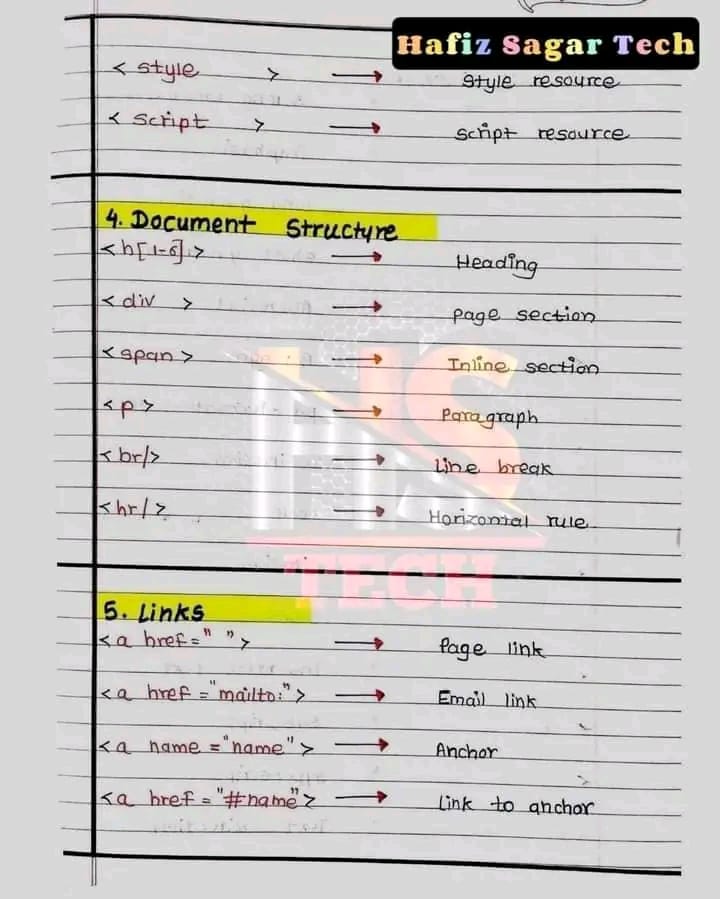 Hafiz Sagar Tech
< style > → style resource
< script > → script resource
4. Document Structure
<h[1-6]> → Heading
< div > → page section
<span> → Inline section
<p> → Paragraph
<br/> → Line break
<hr/> → Horizontal rule
HS
TECH
5. Links
<a href=" "> → Page link
<a href ="mailto:"> → Email link
<a name ="name"> → Anchor
<a href ="#name"> → Link to anchor